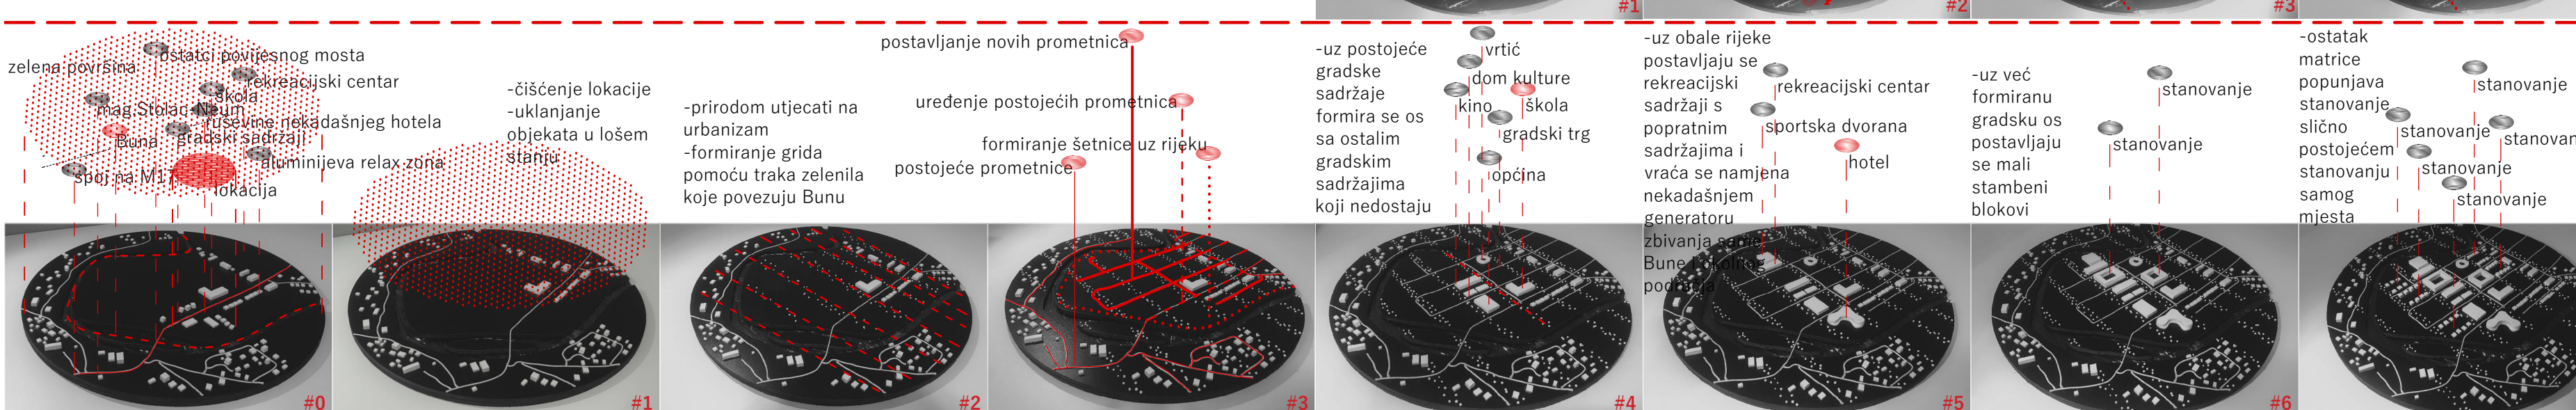 #1
#2
#3
ostatci povijesnog mosta
zelena površina
rekreacijski centar
škola
mag.Stolac-Neum
ruševine nekadašnjeg hotela
gradski sadržaji
Buna
aluminijeva relax zona
spoj na M17
lokacija
#0
-čišćenje lokacije
-uklanjanje
objekata u lošem
stanju
#1
-prirodom utjecati na
urbanizam
-formiranje grida
pomoću traka zelenila
koje povezuju Bunu
#2
postavljanje novih prometnica
uređenje postojećih prometnica
formiranje šetnice uz rijeku
postojeće prometnice
#3
-uz postojeće
gradske
sadržaje
formira se os
sa ostalim
gradskim
sadržajima
koji nedostaju
vrtić
dom kulture
kino
škola
gradski trg
općina
#4
-uz obale rijeke
postavljaju se
rekreacijski
sadržaji s
popratnim
sadržajima i
vraća se namjena
nekadašnjem
generatoru
zbivanja same
Bune i okolnog
područja
rekreacijski centar
sportska dvorana
hotel
#5
-uz već
formiranu
gradsku os
postavljaju
se mali
stambeni
blokovi
stanovanje
stanovanje
#6
-ostatak
matrice
popunjava
stanovanje
slično
postojećem
stanovanju
samog
mjesta
stanovanje
stanovanje
stanovan
stanovanje
stanovanje